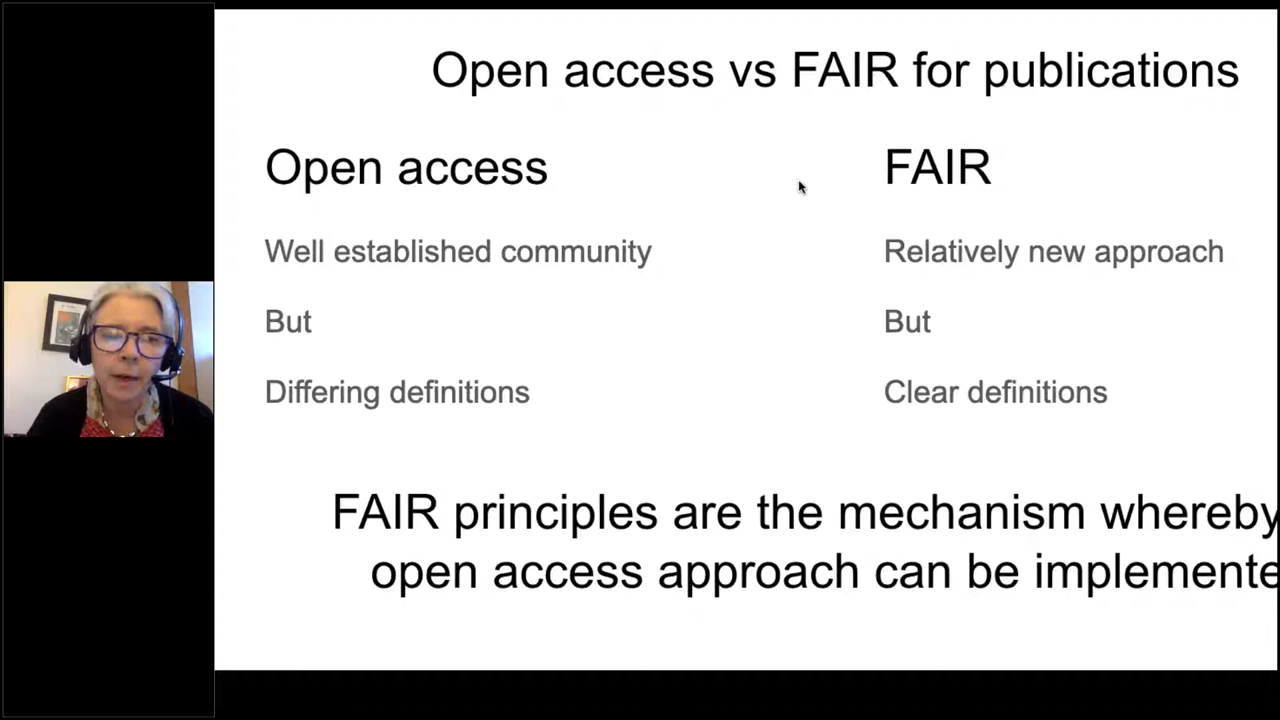 Open access vs FAIR for publications
Open access
FAIR
Well established community
Relatively new approach
But
But
Differing definitions
Clear definitions
FAIR principles are the mechanism whereby
open access approach can be implemente